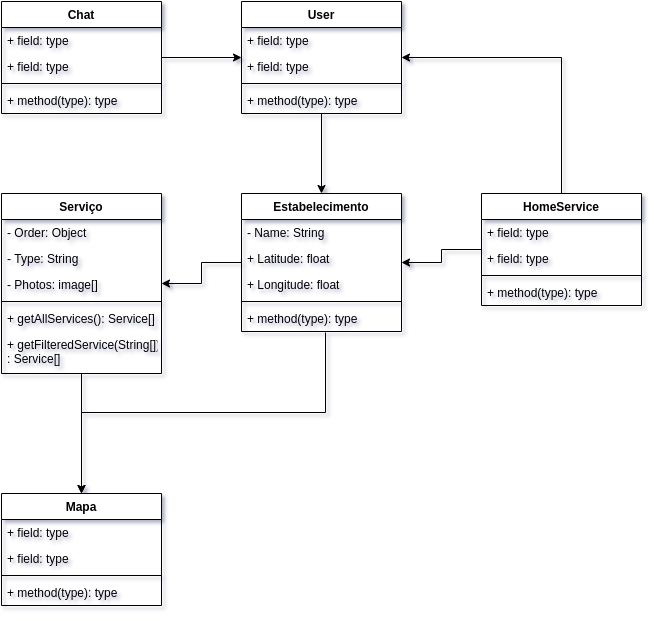 Chat
+ field: type
+ field: type
+ method(type): type
User
+ field: type
+ field: type
+ method(type): type
Serviço
- Order: Object
- Type: String
- Photos: image[]
+ getAllServices(): Service[]
+ getFilteredService(String[])
: Service[]
Estabelecimento
- Name: String
+ Latitude: float
+ Longitude: float
+ method(type): type
HomeService
+ field: type
+ field: type
+ method(type): type
Mapa
+ field: type
+ field: type
+ method(type): type